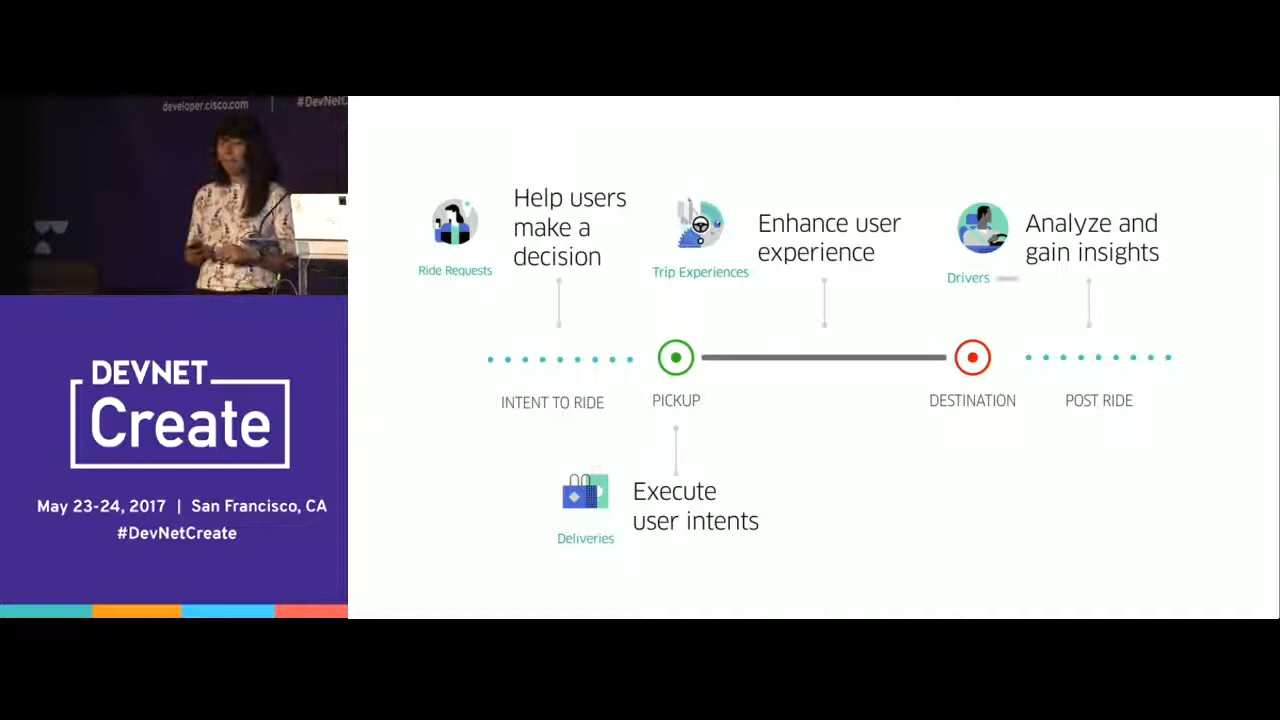 developer.cisco.com
#DevNetC
DEVNET
Create
May 23-24, 2017 | San Francisco, CA
#DevNetCreate
Help users
make a
decision
Ride Requests
Enhance user
experience
Trip Experiences
Analyze and
gain insights
Drivers
INTENT TO RIDE
PICKUP
DESTINATION
POST RIDE
Execute
user intents
Deliveries